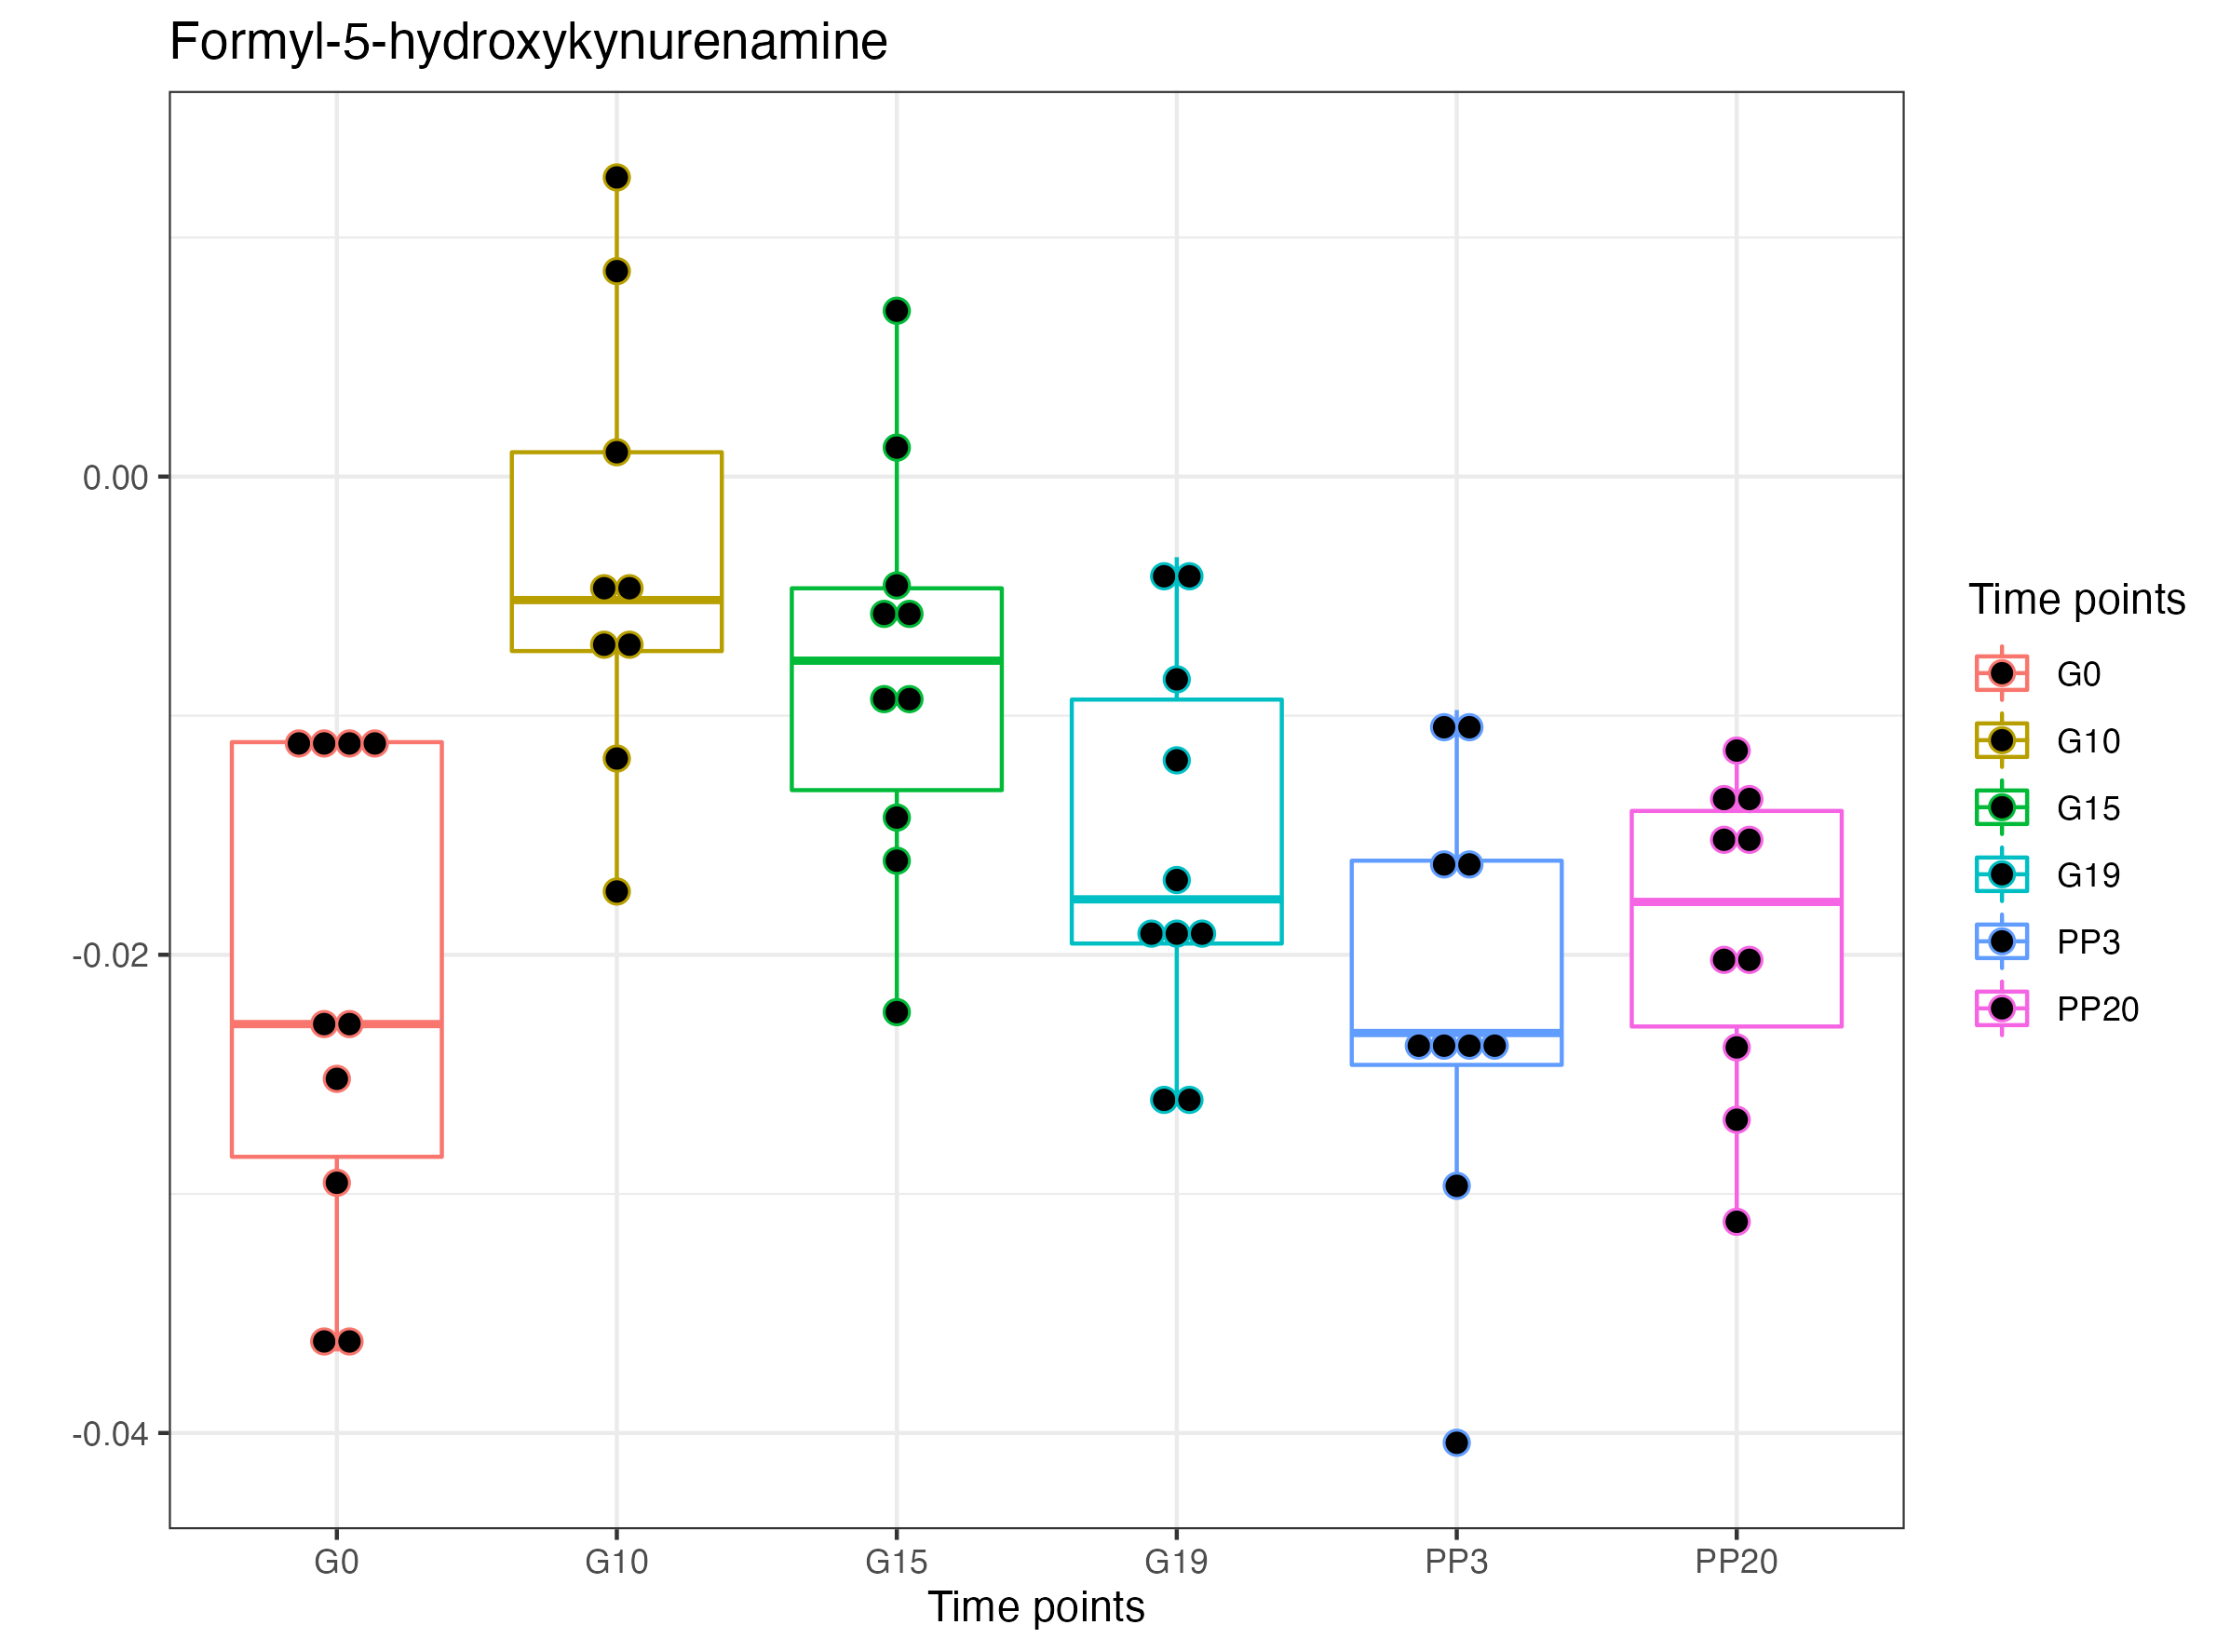 Formyl-5-hydroxykynurenamine
0.00
-0.02
-0.04
G0 G10 G15 G19 PP3 PP20
Time points
Time points
G0
G10
G15
G19
PP3
PP20